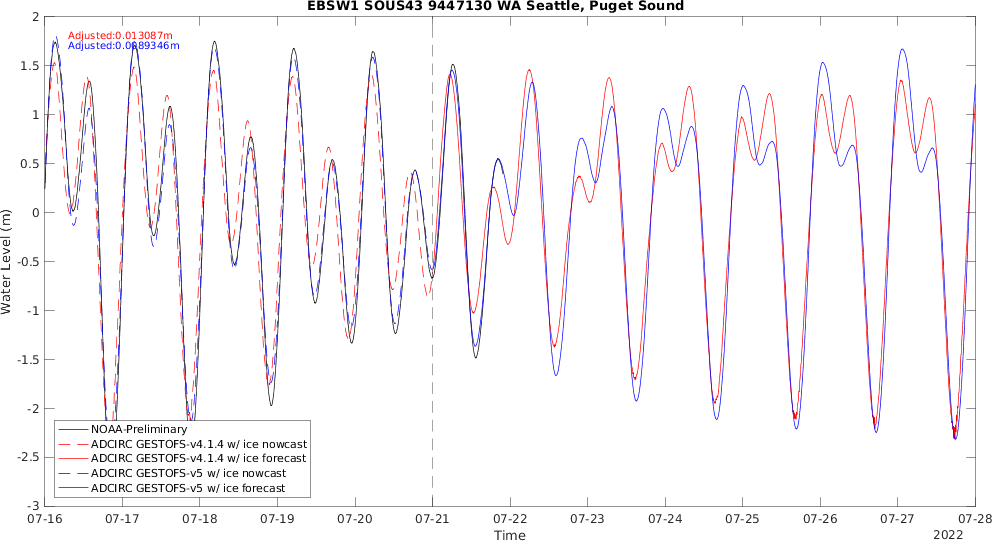 EBSW1 SOUS43 9447130 WA Seattle, Puget Sound
Adjusted:0.013087m
Adjusted:0.0089346m
2
1.5
1
0.5
0
-0.5
-1
-1.5
-2
-2.5
-3
Water Level (m)
NOAA-Preliminary
ADCIRC GESTOFS-v4.1.4 w/ ice nowcast
ADCIRC GESTOFS-v4.1.4 w/ ice forecast
ADCIRC GESTOFS-v5 w/ ice nowcast
ADCIRC GESTOFS-v5 w/ ice forecast
07-16 07-17 07-18 07-19 07-20 07-21 07-22 07-23 07-24 07-25 07-26 07-27 07-28
Time
2022